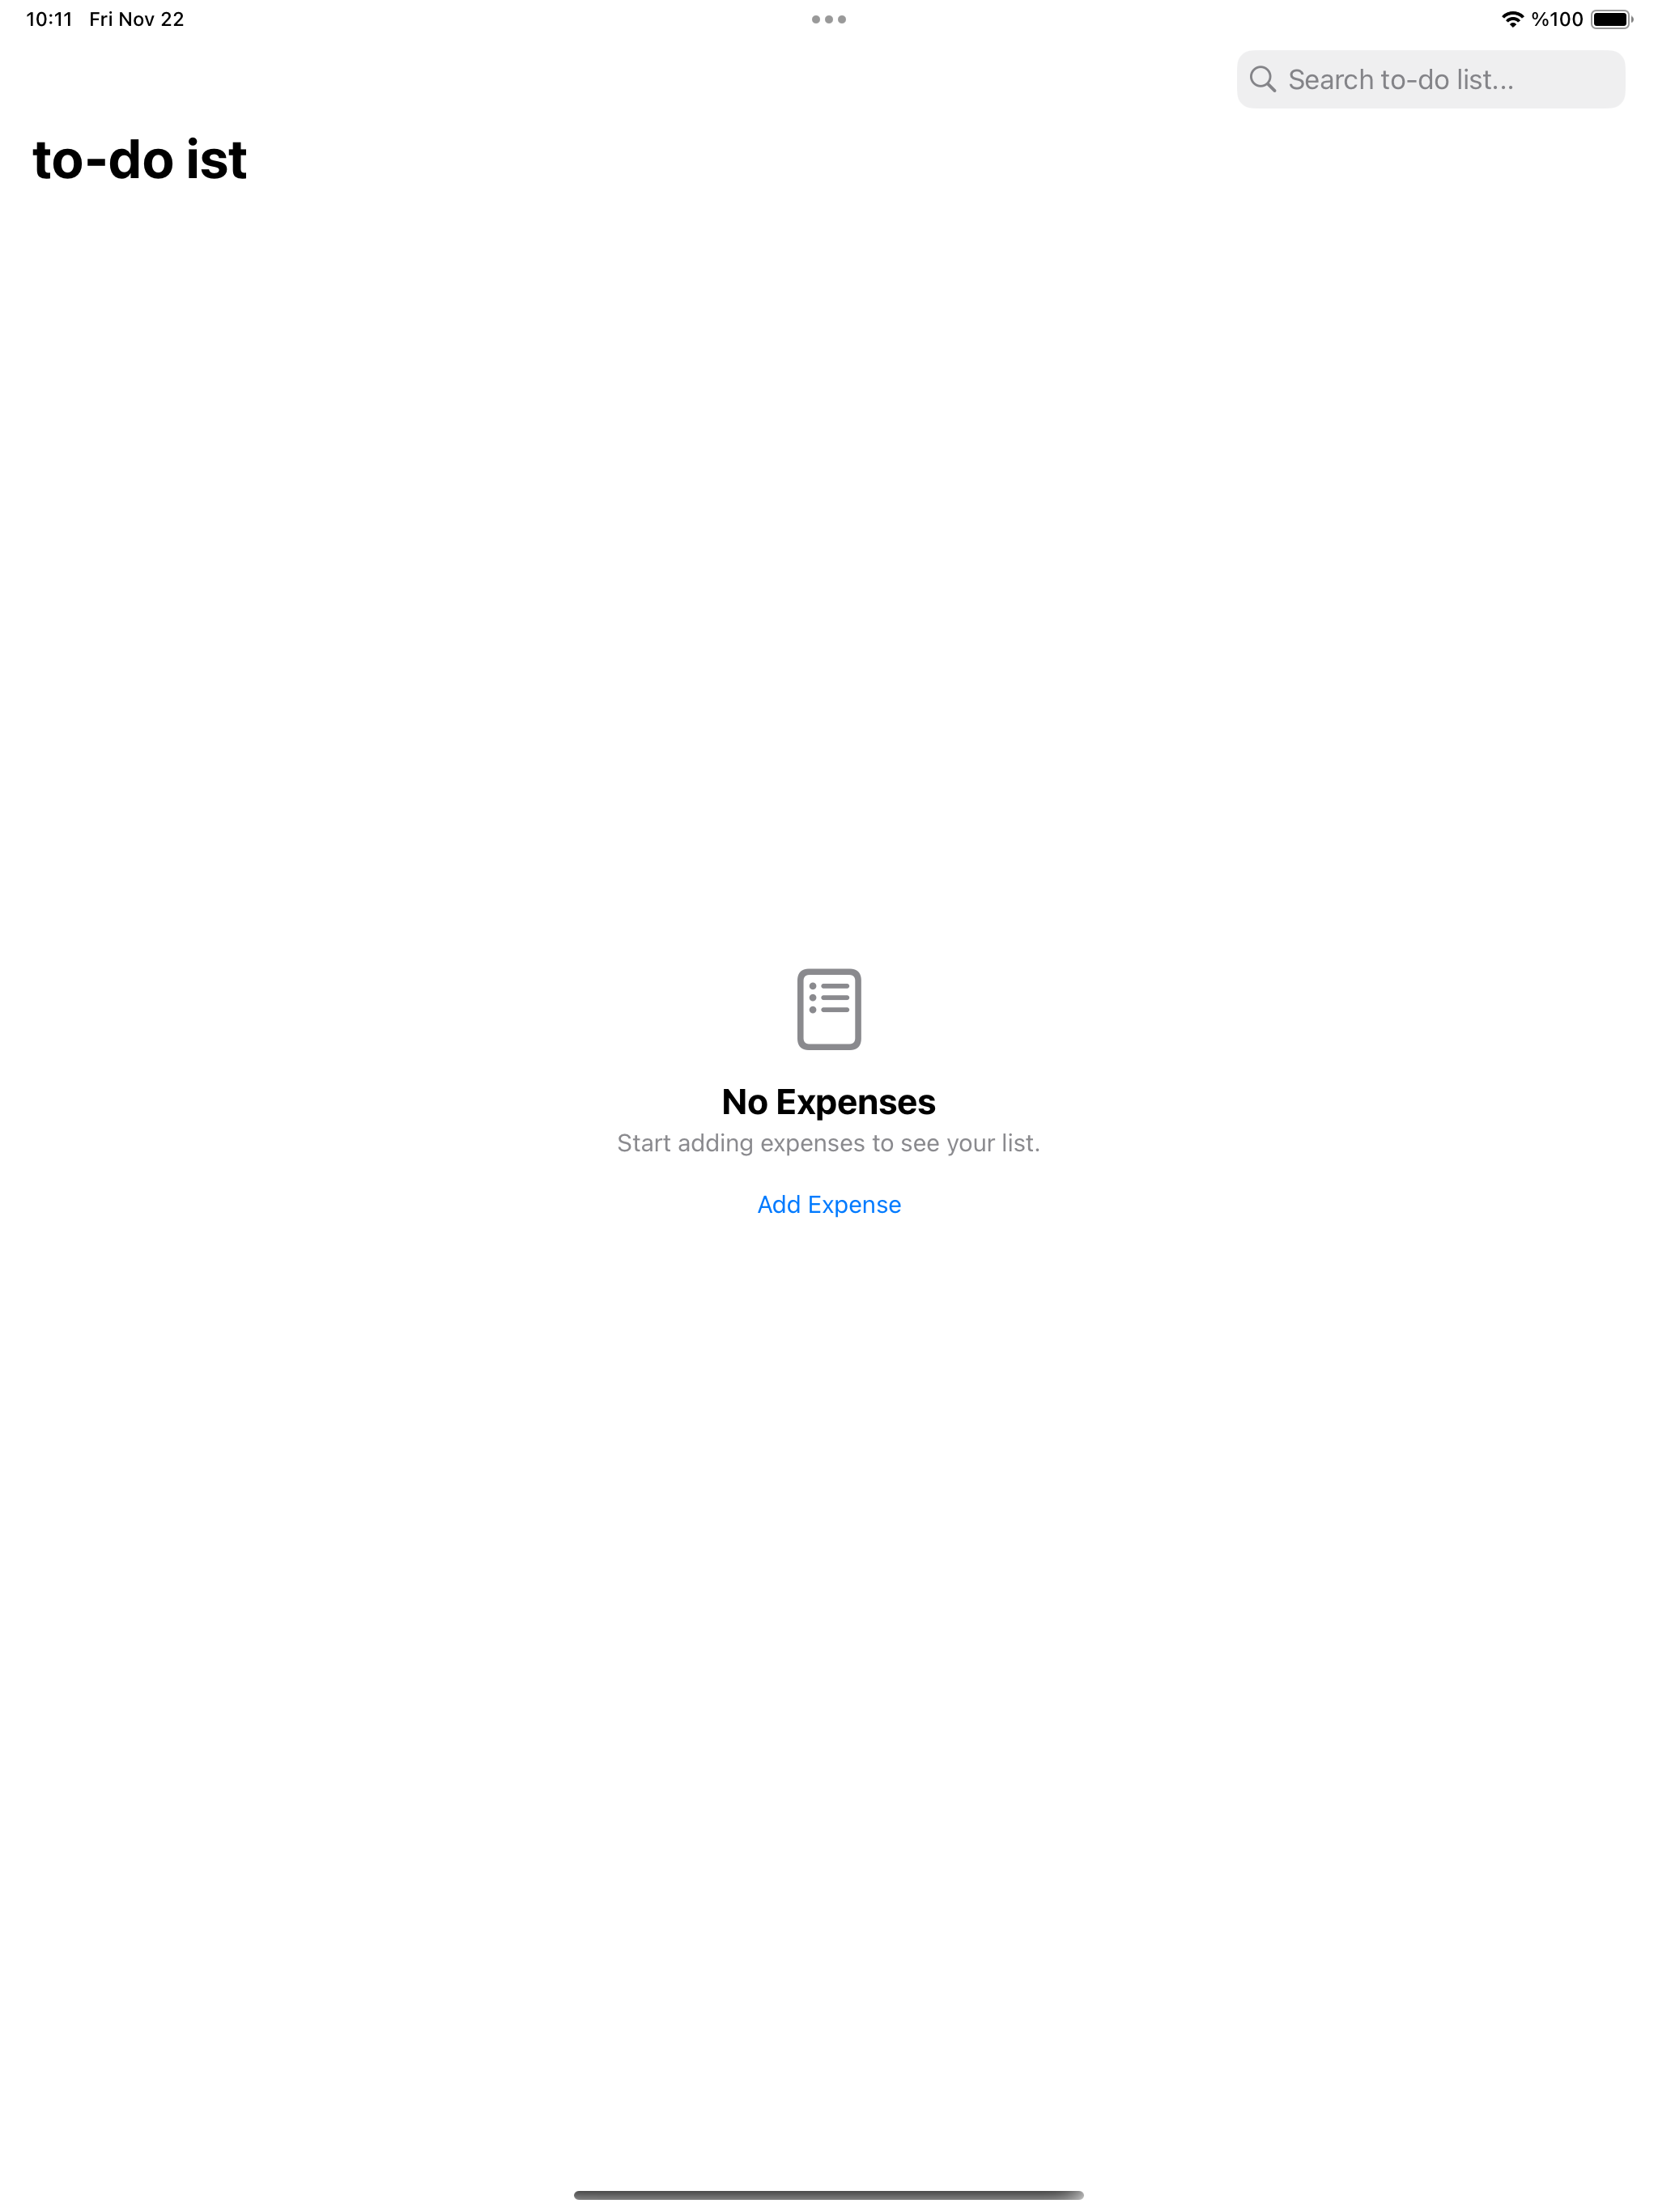 10:11 Fri Nov 22
%100
Search to-do list...
to-do ist
No Expenses
Start adding expenses to see your list.
Add Expense